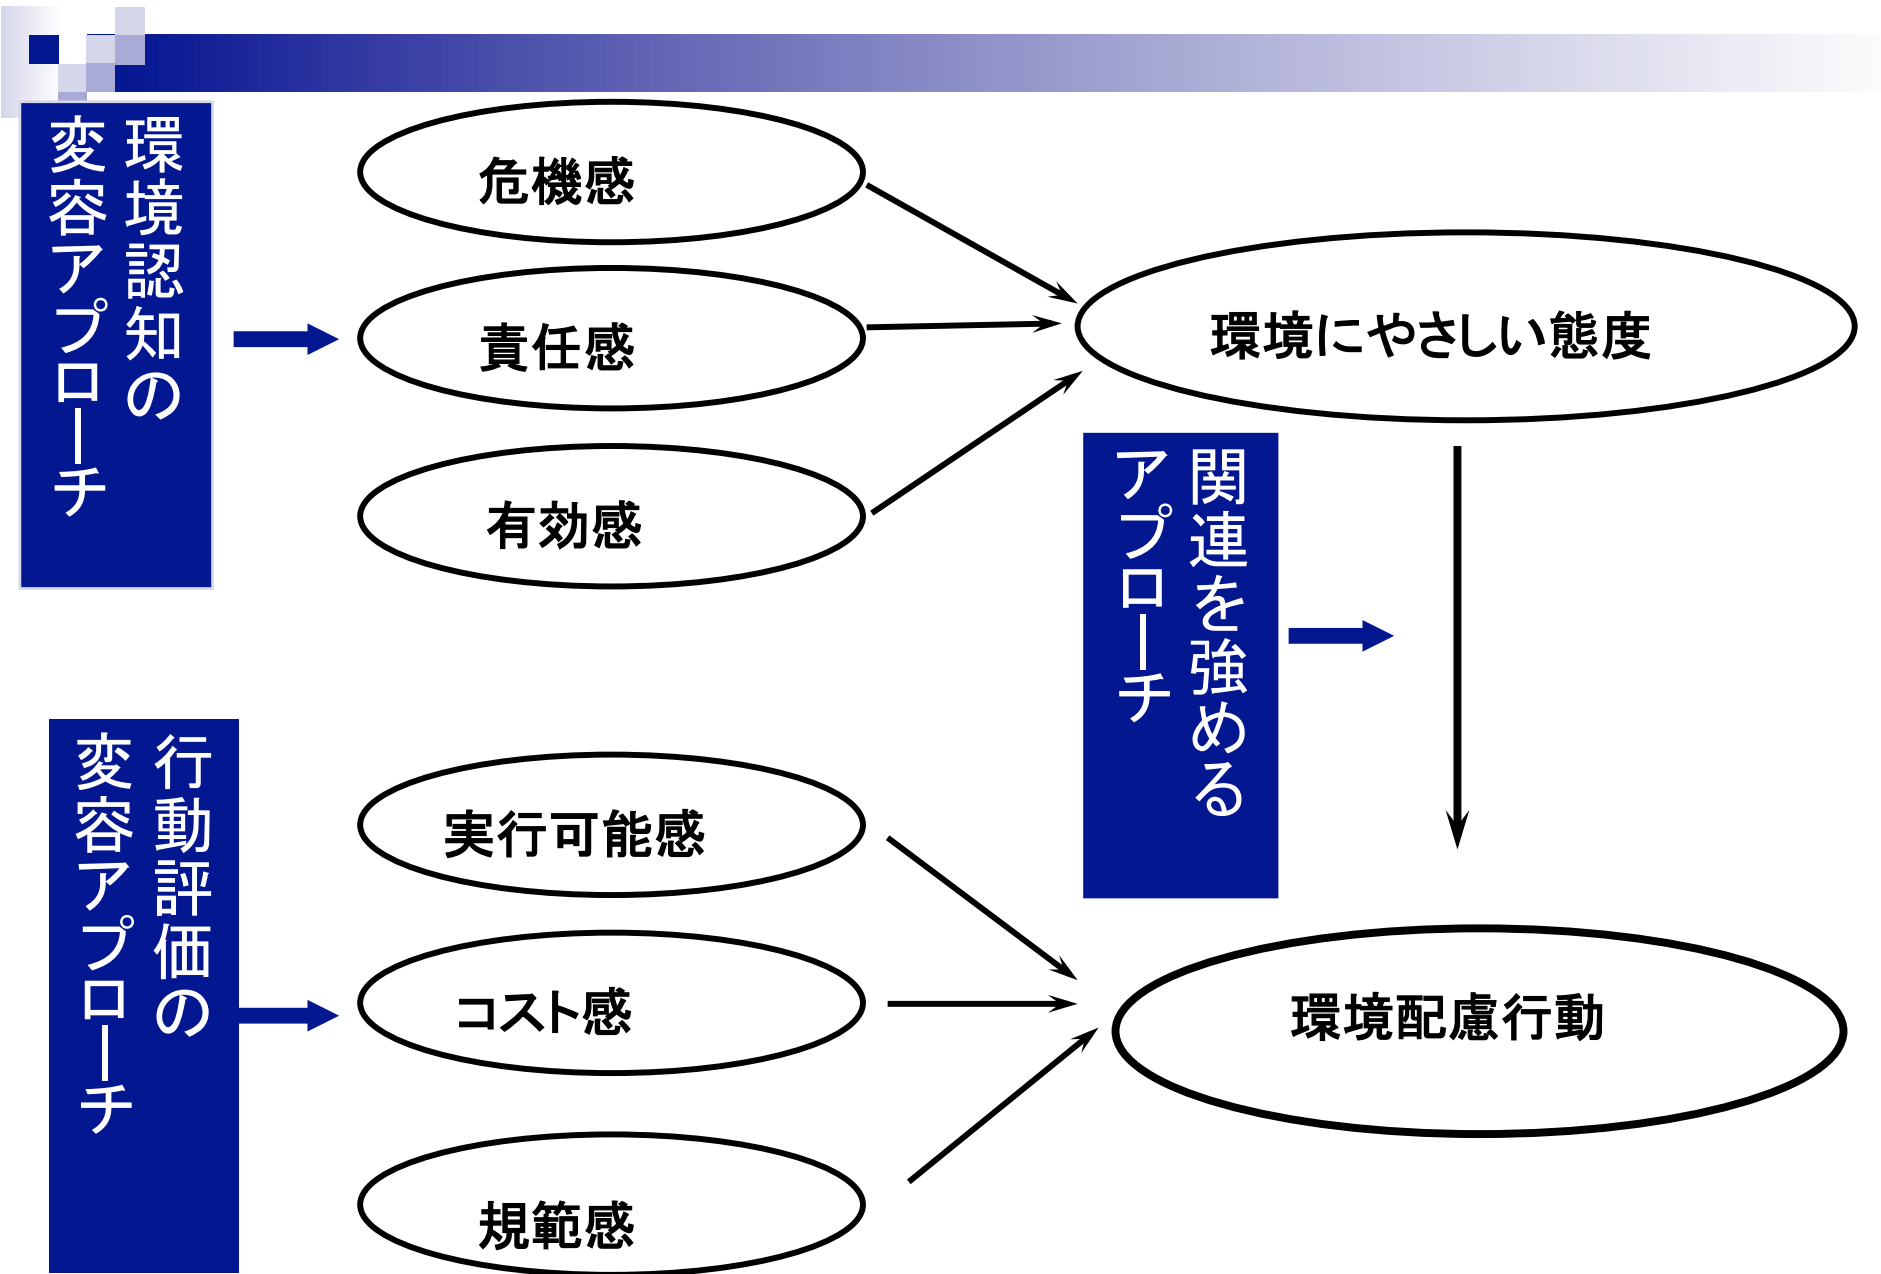 環境認知の
変容アプローチ
危機感
責任感
有効感
環境にやさしい態度
関連を強める
アプローチ
行動評価の
変容アプローチ
実行可能感
コスト感
規範感
環境配慮行動